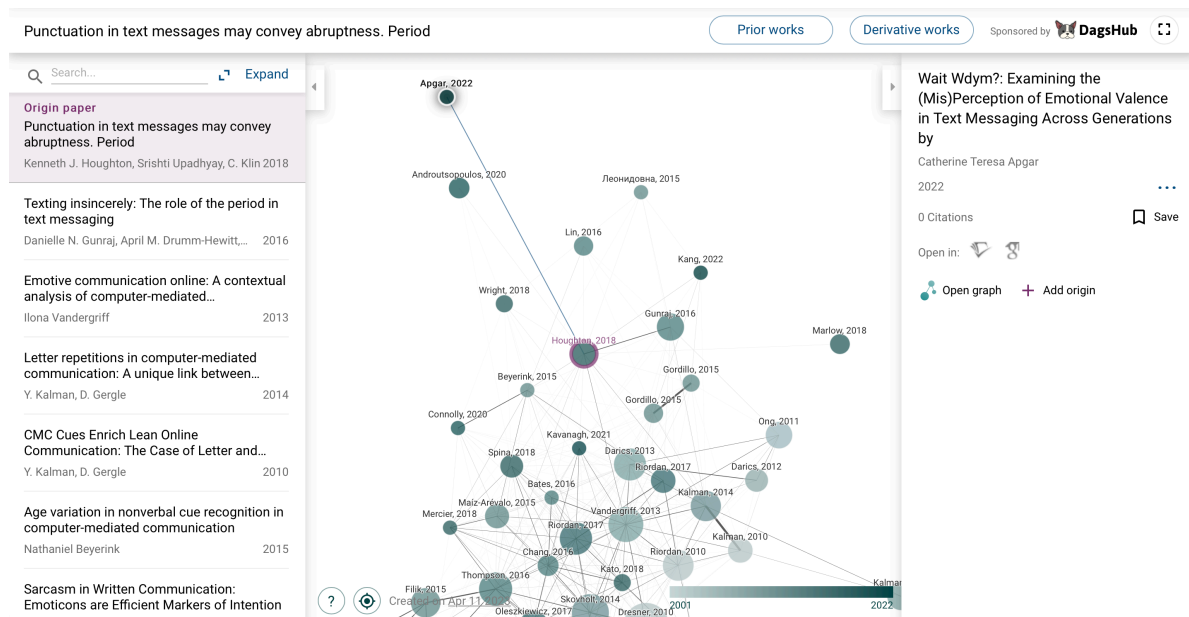 Punctuation in text messages may convey abruptness. Period
Prior works
Derivative works
Sponsored by DagsHub
Search...
Expand
Origin paper
Punctuation in text messages may convey
abruptness. Period
Kenneth J. Houghton, Srishti Upadhyay, C. Klin 2018
Texting insincerely: The role of the period in
text messaging
Danielle N. Gunraj, April M. Drumm-Hewitt,... 2016
Emotive communication online: A contextual
analysis of computer-mediated...
Ilona Vandergriff 2013
Letter repetitions in computer-mediated
communication: A unique link between...
Y. Kalman, D. Gergle 2014
CMC Cues Enrich Lean Online
Communication: The Case of Letter and...
Y. Kalman, D. Gergle 2010
Age variation in nonverbal cue recognition in
computer-mediated communication
Nathaniel Beyerink 2015
Sarcasm in Written Communication:
Emoticons are Efficient Markers of Intention
Apgar, 2022
Androutsopoulos, 2020
Леонидовна, 2015
Lin, 2016
Kang, 2022
Wright, 2018
Gunraj, 2016
Marlow, 2018
Houghton, 2018
Gordillo, 2015
Beyerink, 2015
Gordillo, 2015
Connolly, 2020
Ong, 2011
Kavanagh, 2021
Spina, 2018
Darics, 2013
Riordan, 2017
Darics, 2012
Bates, 2016
Kalman, 2014
Maíz-Arévalo, 2015
Mercier, 2018
Vandergriff, 2013
Riordan, 2017
Kalman, 2010
Chang, 2016
Riordan, 2010
Kato, 2018
Thompson, 2016
Kalman
Filik, 2015
?
Created on Apr 11
Skovholt, 2014
2001
2022
Oleszkiewicz, 2017
Dresner, 2010
Wait Wdym?: Examining the
(Mis)Perception of Emotional Valence
in Text Messaging Across Generations
by
Catherine Teresa Apgar
2022
0 Citations
Save
Open in:
Open graph
+ Add origin